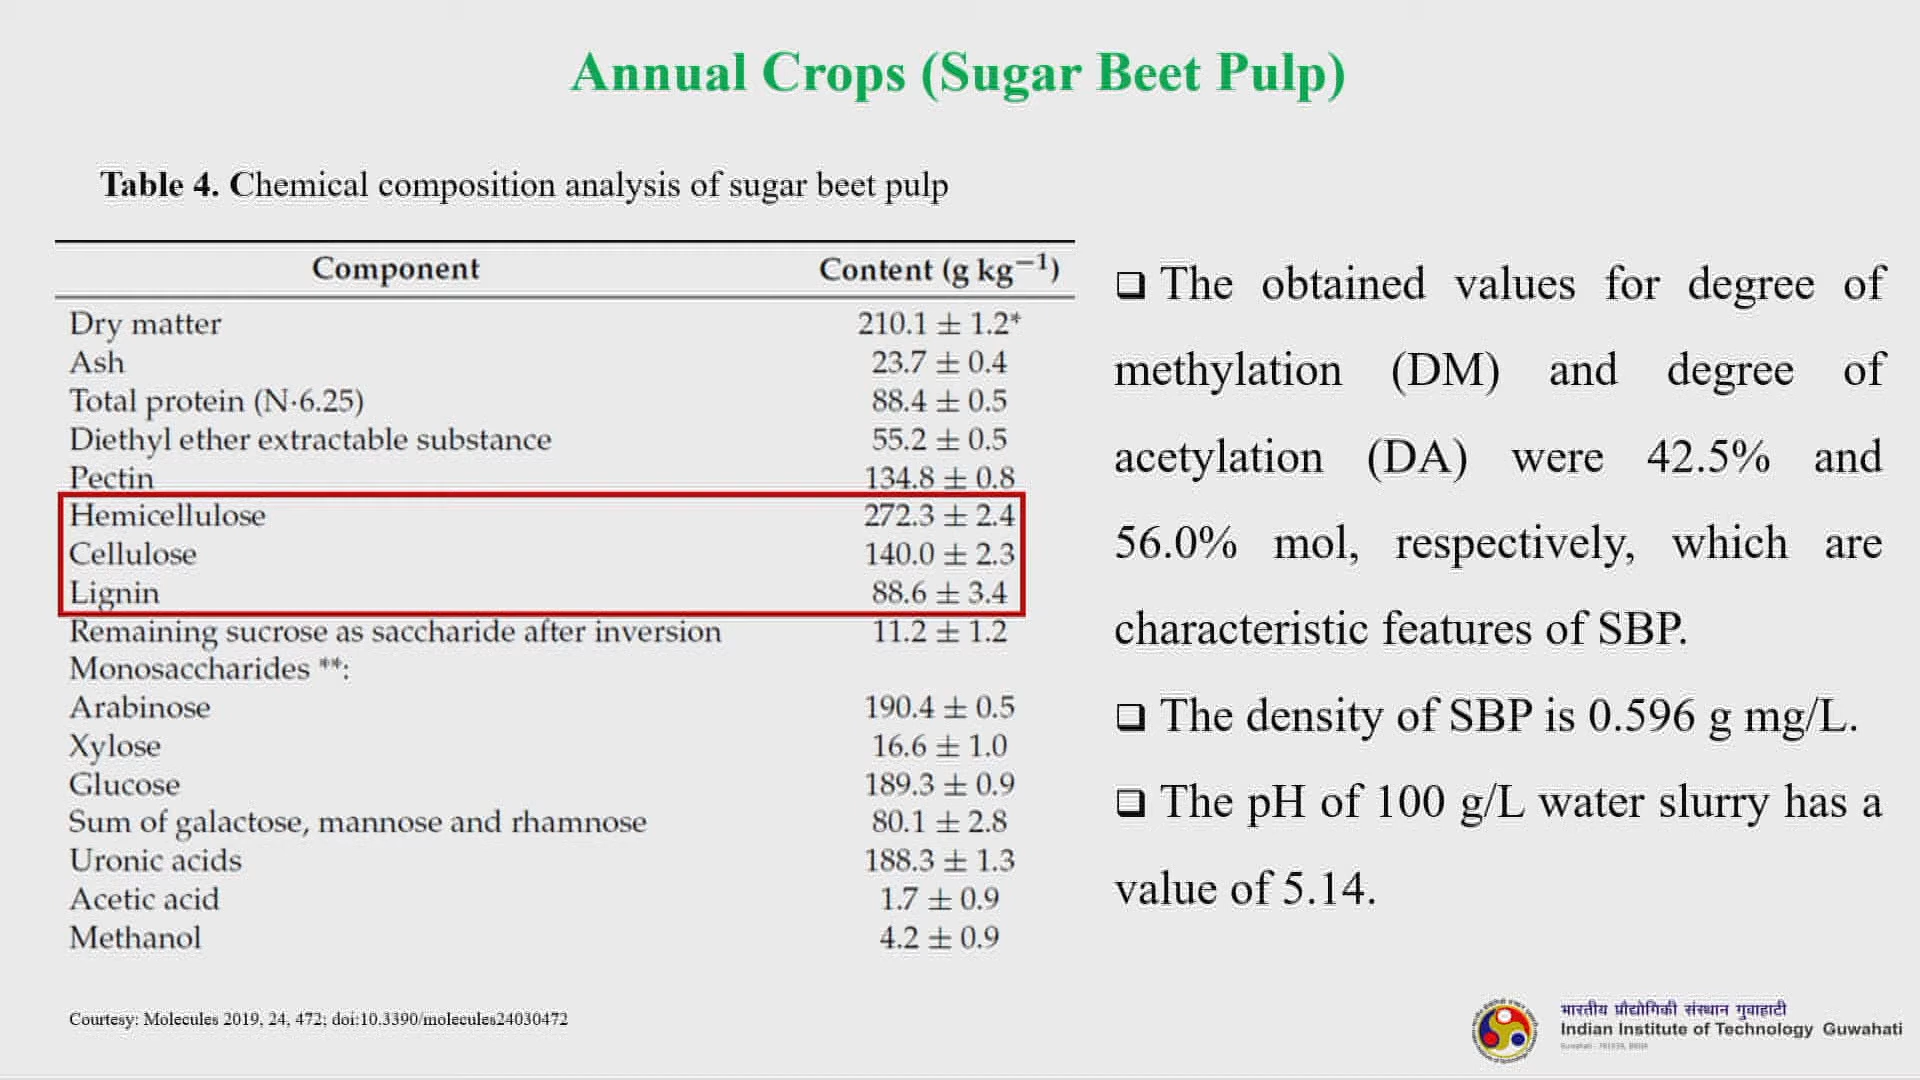 Annual Crops (Sugar Beet Pulp)
Table 4. Chemical composition analysis of sugar beet pulp
Component Content (g kg−1)
Dry matter 210.1 ± 1.2*
Ash 23.7 ± 0.4
Total protein (N·6.25) 88.4 ± 0.5
Diethyl ether extractable substance 55.2 ± 0.5
Pectin 134.8 ± 0.8
Hemicellulose 272.3 ± 2.4
Cellulose 140.0 ± 2.3
Lignin 88.6 ± 3.4
Remaining sucrose as saccharide after inversion 11.2 ± 1.2
Monosaccharides **:
Arabinose 190.4 ± 0.5
Xylose 16.6 ± 1.0
Glucose 189.3 ± 0.9
Sum of galactose, mannose and rhamnose 80.1 ± 2.8
Uronic acids 188.3 ± 1.3
Acetic acid 1.7 ± 0.9
Methanol 4.2 ± 0.9
❑ The obtained values for degree of
methylation (DM) and degree of
acetylation (DA) were 42.5% and
56.0% mol, respectively, which are
characteristic features of SBP.
❑ The density of SBP is 0.596 g mg/L.
❑ The pH of 100 g/L water slurry has a
value of 5.14.
Courtesy: Molecules 2019, 24, 472; doi:10.3390/molecules24030472
भारतीय प्रौद्योगिकी संस्थान गुवाहाटी
Indian Institute of Technology Guwahati
Guwahati - 781039, INDIA